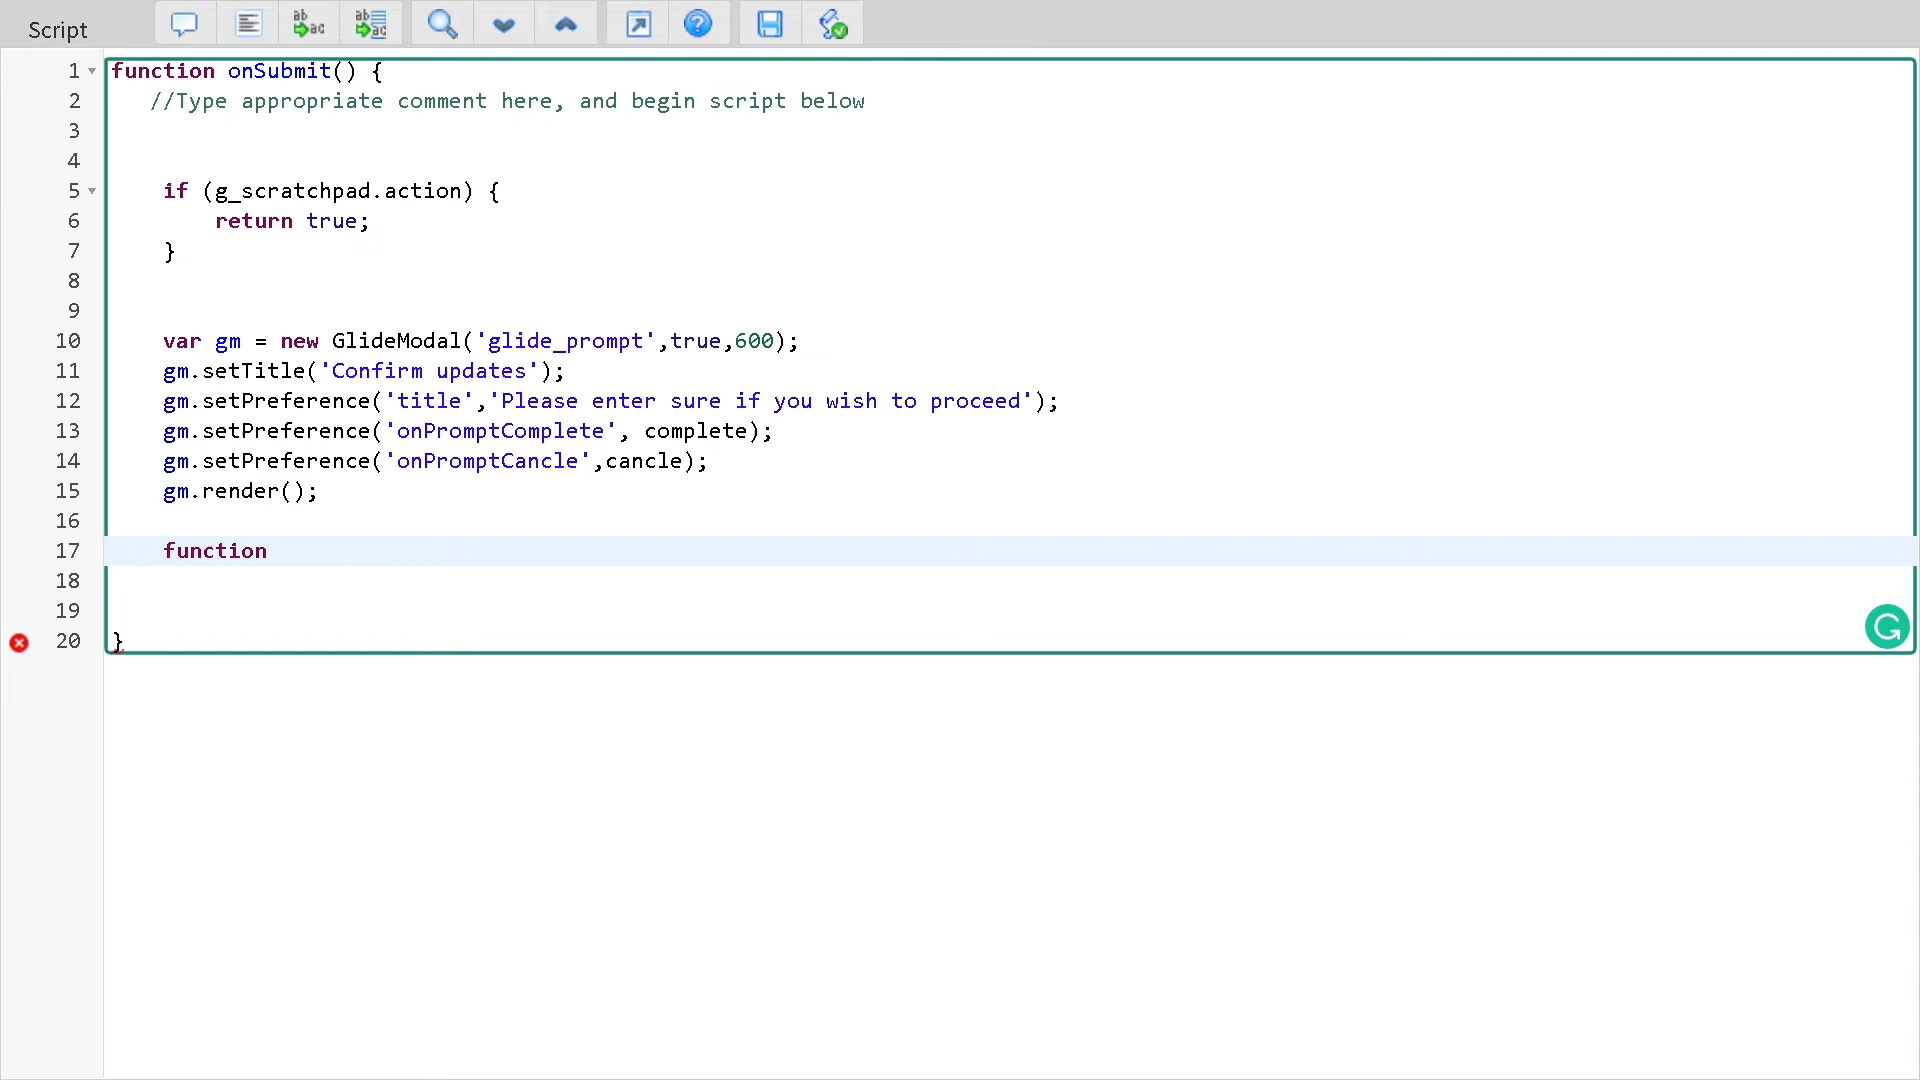 Script
1 function onSubmit() {
2 //Type appropriate comment here, and begin script below
3
4
5 if (g_scratchpad.action) {
6 return true;
7 }
8
9
10 var gm = new GlideModal('glide_prompt',true,600);
11 gm.setTitle('Confirm updates');
12 gm.setPreference('title','Please enter sure if you wish to proceed');
13 gm.setPreference('onPromptComplete', complete);
14 gm.setPreference('onPromptCancle',cancle);
15 gm.render();
16
17 function
18
19
20 }